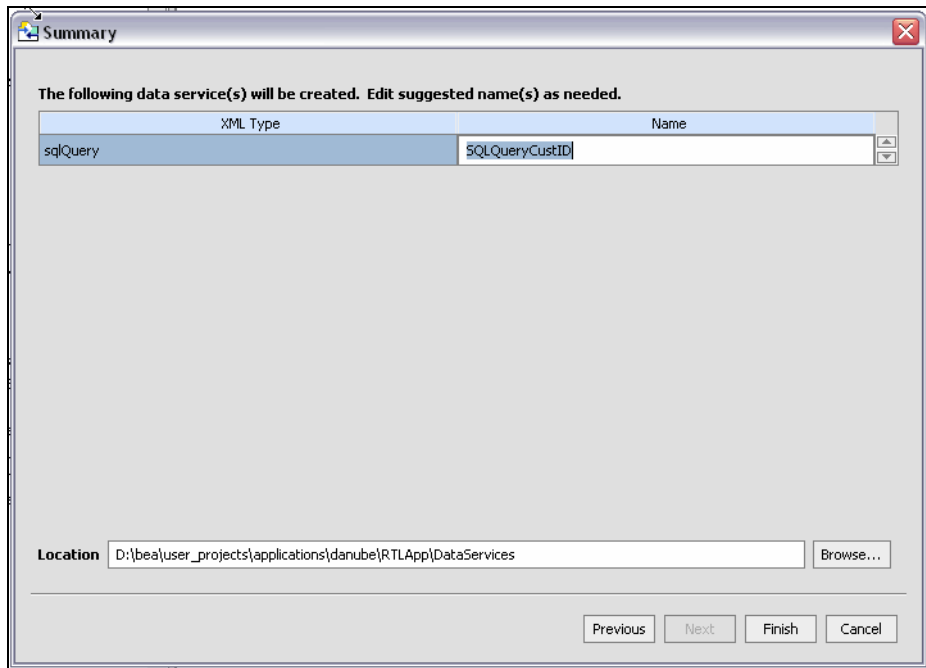 Summary
The following data service(s) will be created. Edit suggested name(s) as needed.
XML Type Name
sqlQuery SQLQueryCustID
Location D:\bea\user_projects\applications\danube\RTLApp\DataServices Browse...
Previous Next Finish Cancel